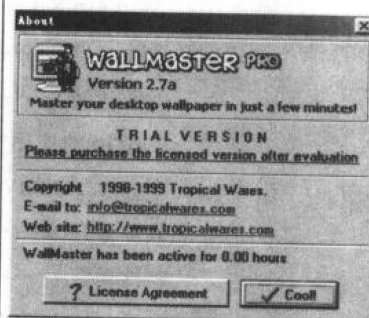 About
WALLMASTER PRO
Version 2.7a
Master your desktop wallpaper in just a few minutes!
TRIAL VERSION
Please purchase the licensed version after evaluation
Copyright 1998-1999 Tropical Wares.
E-mail to: info@tropicalwares.com
Web site: http://www.tropicalwares.com
WallMaster has been active for 0.00 hours
? License Agreement
Cool!